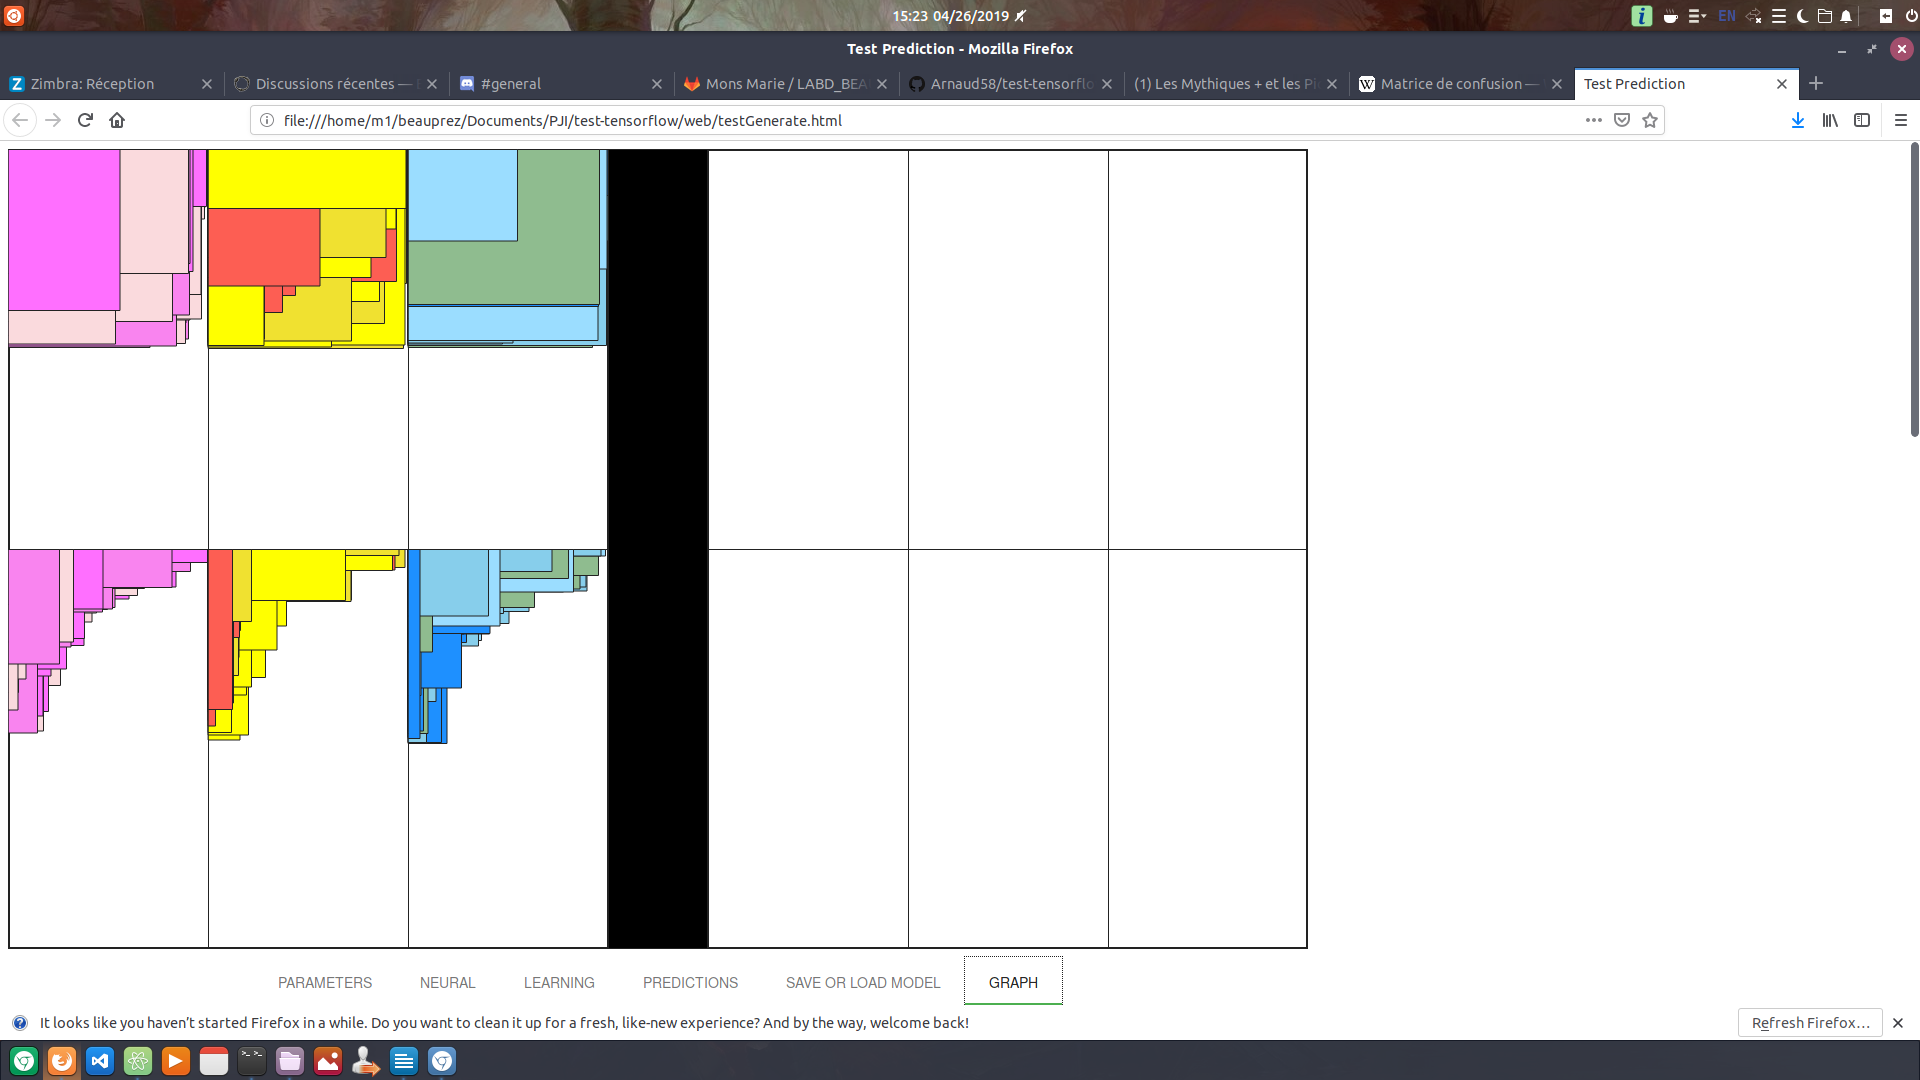 15:23 04/26/2019
EN
Test Prediction - Mozilla Firefox
Zimbra: Réception
Discussions récentes —
#general
Mons Marie / LABD_BEA
Arnaud58/test-tensorflo
(1) Les Mythiques + et les Pi
Matrice de confusion —
Test Prediction
file:///home/m1/beauprez/Documents/PJI/test-tensorflow/web/testGenerate.html
PARAMETERS
NEURAL
LEARNING
PREDICTIONS
SAVE OR LOAD MODEL
GRAPH
It looks like you haven't started Firefox in a while. Do you want to clean it up for a fresh, like-new experience? And by the way, welcome back!
Refresh Firefox...